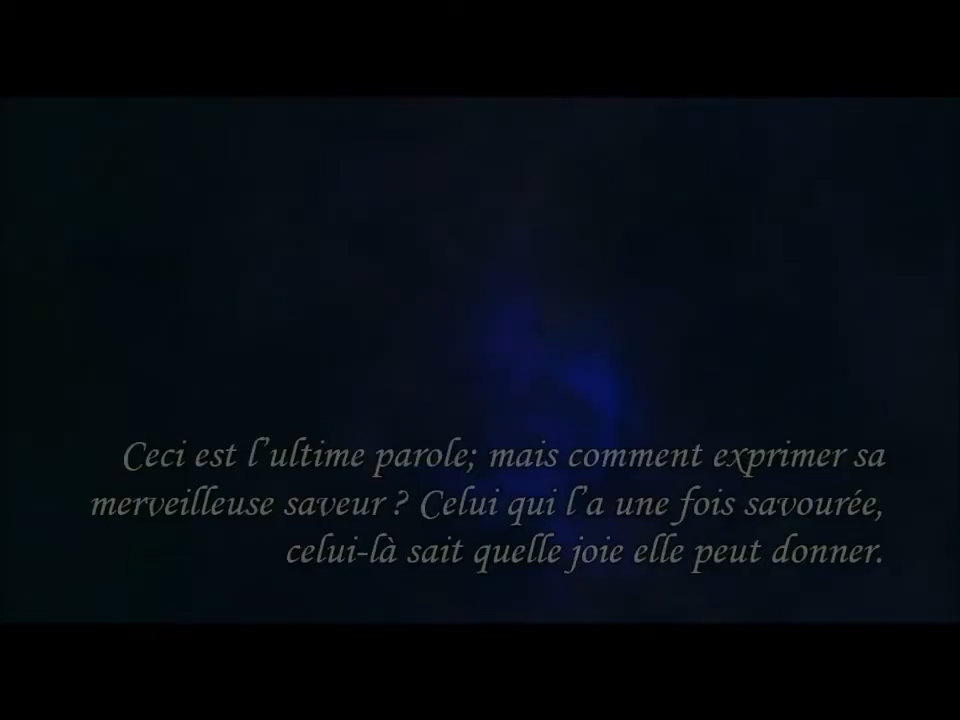 Ceci est l'ultime parole; mais comment exprimer sa
merveilleuse saveur ? Celui qui l'a une fois savourée,
celui-là sait quelle joie elle peut donner.